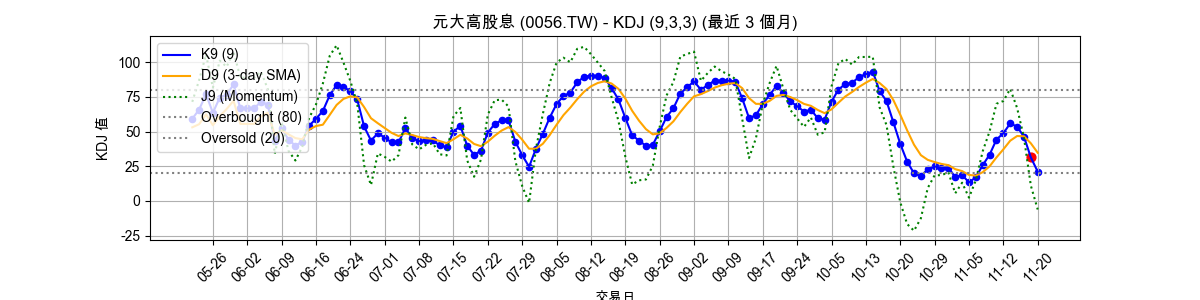 元大高股息 (0056.TW) - KDJ (9,3,3) (最近 3 個月)
K9 (9)
D9 (3-day SMA)
J9 (Momentum)
Overbought (80)
Oversold (20)
KDJ 值
100
75
50
25
0
-25
05-26 06-02 06-09 06-16 06-24 07-01 07-08 07-15 07-22 07-29 08-05 08-12 08-19 08-26 09-02 09-09 09-17 09-24 10-05 10-13 10-20 10-29 11-05 11-12 11-20
交易日